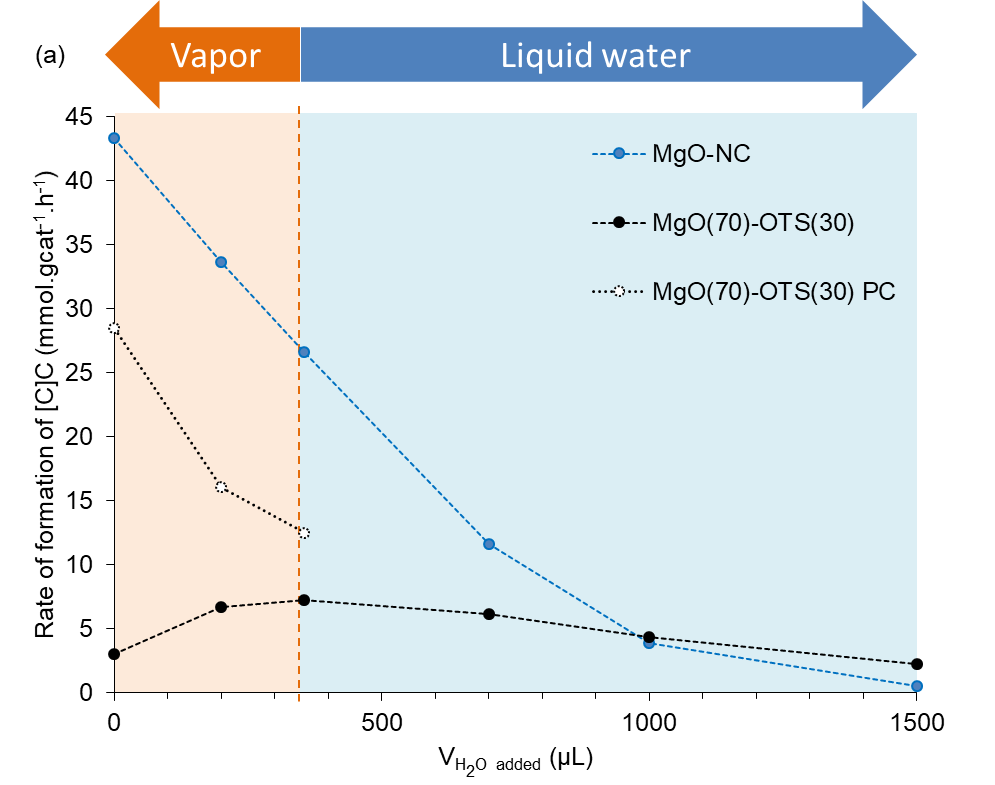 (a)
Vapor
Liquid water
45
40
35
30
25
20
15
10
5
0
Rate of formation of [C]C (mmol.gcat⁻¹.h⁻¹)
MgO-NC
MgO(70)-OTS(30)
MgO(70)-OTS(30) PC
0
500
1000
1500
V_H₂O added (µL)